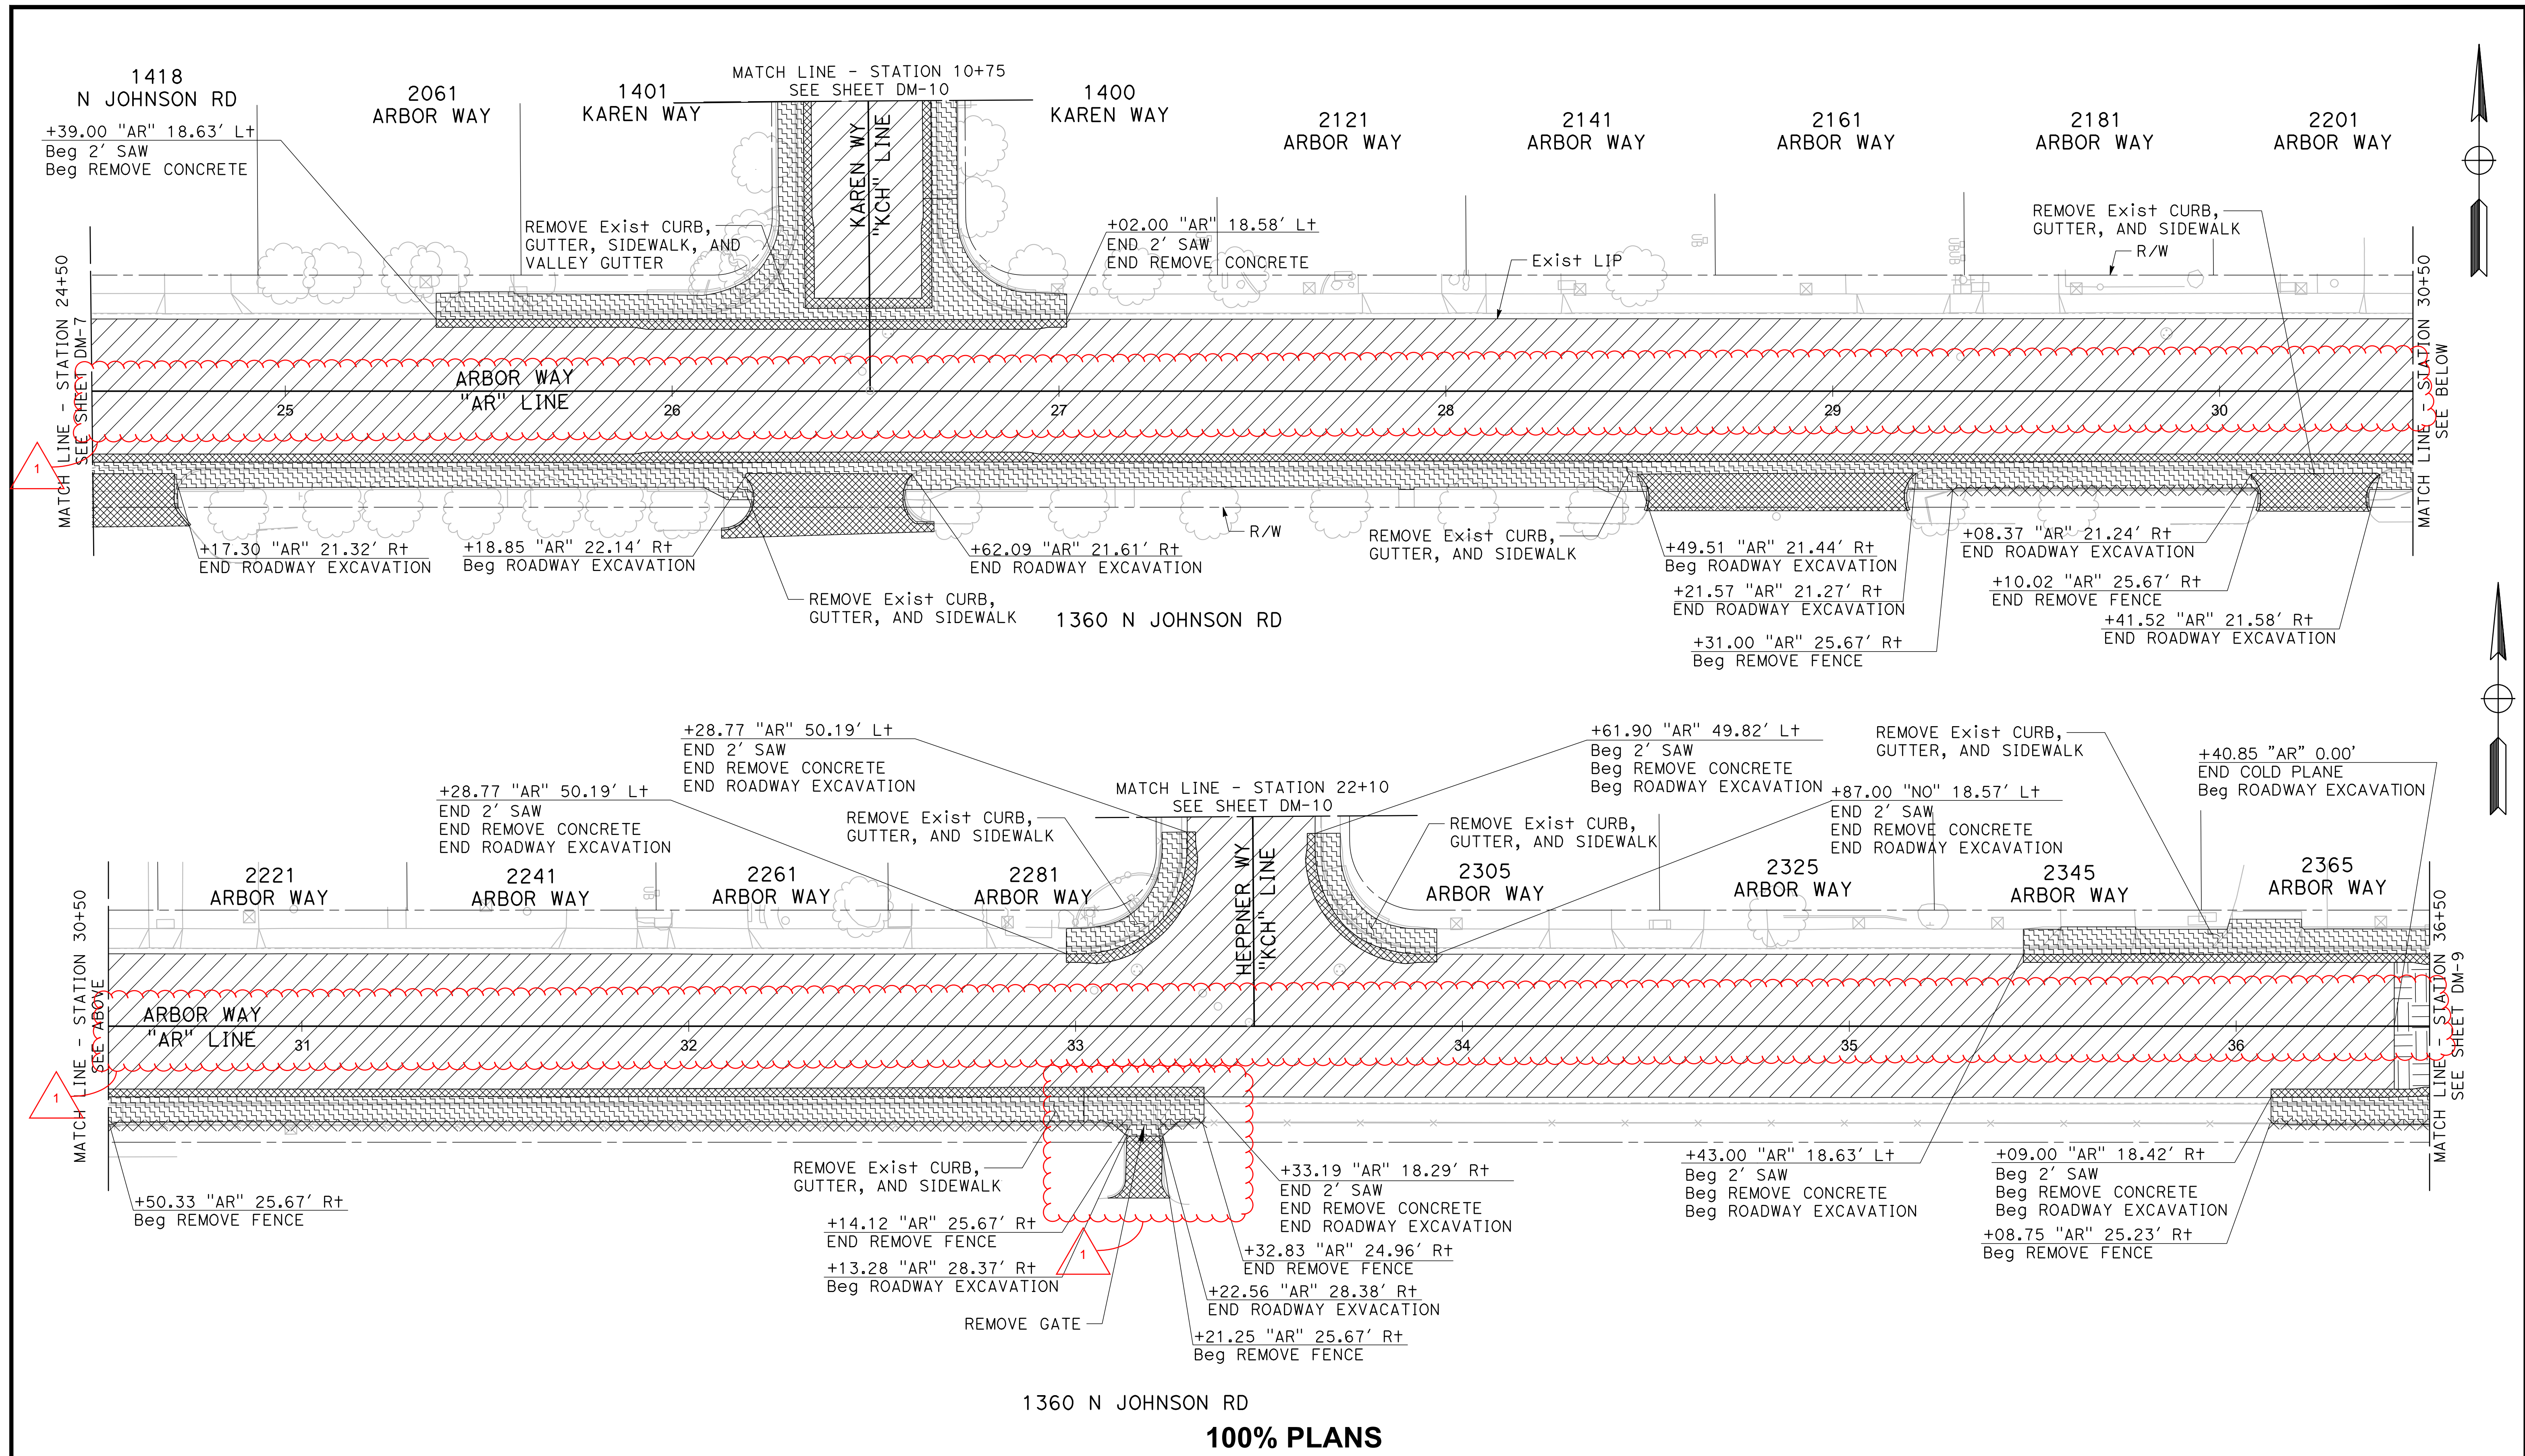 1418
N JOHNSON RD
2061
ARBOR WAY
1401
KAREN WAY
MATCH LINE - STATION 10+75
SEE SHEET DM-10
1400
KAREN WAY
2121
ARBOR WAY
2141
ARBOR WAY
2161
ARBOR WAY
2181
ARBOR WAY
2201
ARBOR WAY
+39.00 "AR" 18.63' Lt
Beg 2' SAW
Beg REMOVE CONCRETE
REMOVE Exist CURB,
GUTTER, SIDEWALK, AND
VALLEY GUTTER
KAREN WY
"KCH" LINE
+02.00 "AR" 18.58' Lt
END 2' SAW
END REMOVE CONCRETE
Exist LIP
REMOVE Exist CURB,
GUTTER, AND SIDEWALK
R/W
MATCH LINE - STATION 24+50
SEE SHEET DM-7
ARBOR WAY
"AR" LINE
25
26
27
28
29
30
MATCH LINE - STATION 30+50
SEE BELOW
1
+17.30 "AR" 21.32' Rt
END ROADWAY EXCAVATION
+18.85 "AR" 22.14' Rt
Beg ROADWAY EXCAVATION
REMOVE Exist CURB,
GUTTER, AND SIDEWALK
+62.09 "AR" 21.61' Rt
END ROADWAY EXCAVATION
R/W
1360 N JOHNSON RD
REMOVE Exist CURB,
GUTTER, AND SIDEWALK
+49.51 "AR" 21.44' Rt
Beg ROADWAY EXCAVATION
+21.57 "AR" 21.27' Rt
END ROADWAY EXCAVATION
+31.00 "AR" 25.67' Rt
Beg REMOVE FENCE
+08.37 "AR" 21.24' Rt
END ROADWAY EXCAVATION
+10.02 "AR" 25.67' Rt
END REMOVE FENCE
+41.52 "AR" 21.58' Rt
END ROADWAY EXCAVATION
+28.77 "AR" 50.19' Lt
END 2' SAW
END REMOVE CONCRETE
END ROADWAY EXCAVATION
+28.77 "AR" 50.19' Lt
END 2' SAW
END REMOVE CONCRETE
END ROADWAY EXCAVATION
REMOVE Exist CURB,
GUTTER, AND SIDEWALK
MATCH LINE - STATION 22+10
SEE SHEET DM-10
REMOVE Exist CURB,
GUTTER, AND SIDEWALK
+61.90 "AR" 49.82' Lt
Beg 2' SAW
Beg REMOVE CONCRETE
Beg ROADWAY EXCAVATION
+87.00 "NO" 18.57' Lt
END 2' SAW
END REMOVE CONCRETE
END ROADWAY EXCAVATION
REMOVE Exist CURB,
GUTTER, AND SIDEWALK
+40.85 "AR" 0.00'
END COLD PLANE
Beg ROADWAY EXCAVATION
2221
ARBOR WAY
2241
ARBOR WAY
2261
ARBOR WAY
2281
ARBOR WAY
HEPPNER WY
"KCH" LINE
2305
ARBOR WAY
2325
ARBOR WAY
2345
ARBOR WAY
2365
ARBOR WAY
MATCH LINE - STATION 30+50
SEE ABOVE
ARBOR WAY
"AR" LINE
31
32
33
34
35
36
MATCH LINE - STATION 36+50
SEE SHEET DM-9
1
+50.33 "AR" 25.67' Rt
Beg REMOVE FENCE
REMOVE Exist CURB,
GUTTER, AND SIDEWALK
+14.12 "AR" 25.67' Rt
END REMOVE FENCE
+13.28 "AR" 28.37' Rt
Beg ROADWAY EXCAVATION
REMOVE GATE
1
+33.19 "AR" 18.29' Rt
END 2' SAW
END REMOVE CONCRETE
END ROADWAY EXCAVATION
+32.83 "AR" 24.96' Rt
END REMOVE FENCE
+22.56 "AR" 28.38' Rt
END ROADWAY EXVACATION
+21.25 "AR" 25.67' Rt
Beg REMOVE FENCE
+43.00 "AR" 18.63' Lt
Beg 2' SAW
Beg REMOVE CONCRETE
Beg ROADWAY EXCAVATION
+09.00 "AR" 18.42' Rt
Beg 2' SAW
Beg REMOVE CONCRETE
Beg ROADWAY EXCAVATION
+08.75 "AR" 25.23' Rt
Beg REMOVE FENCE
1360 N JOHNSON RD
100% PLANS